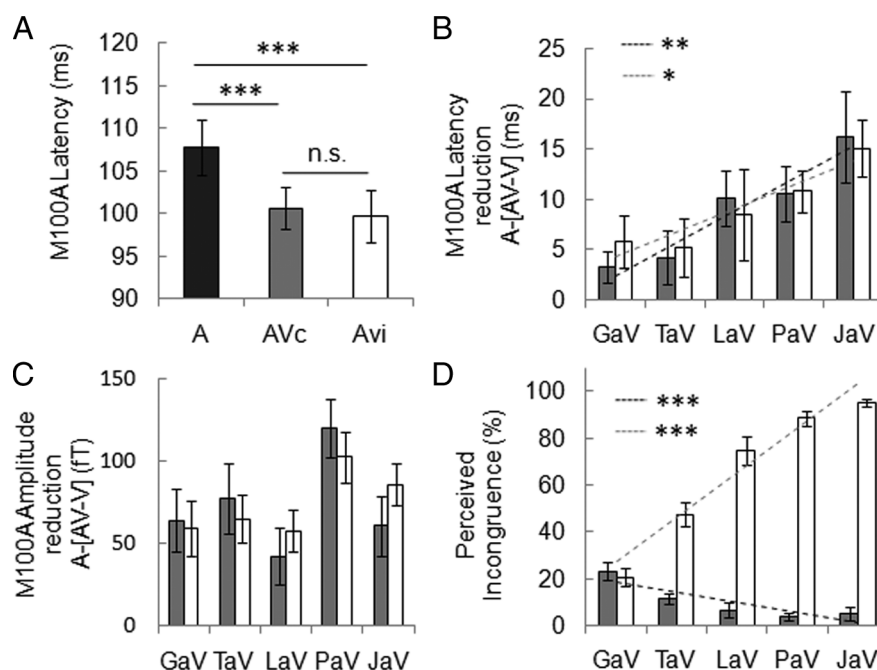 A
M100A Latency (ms)
120
115
110
105
100
95
90
***
***
n.s.
A AVc Avi
B
M100A Latency
reduction
A-[AV-V] (ms)
25
20
15
10
5
0
**
*
GaV TaV LaV PaV JaV
C
M100A Amplitude
reduction
A-[AV-V] (fT)
150
100
50
0
GaV TaV LaV PaV JaV
D
Perceived
Incongruence (%)
100
80
60
40
20
0
***
***
GaV TaV LaV PaV JaV